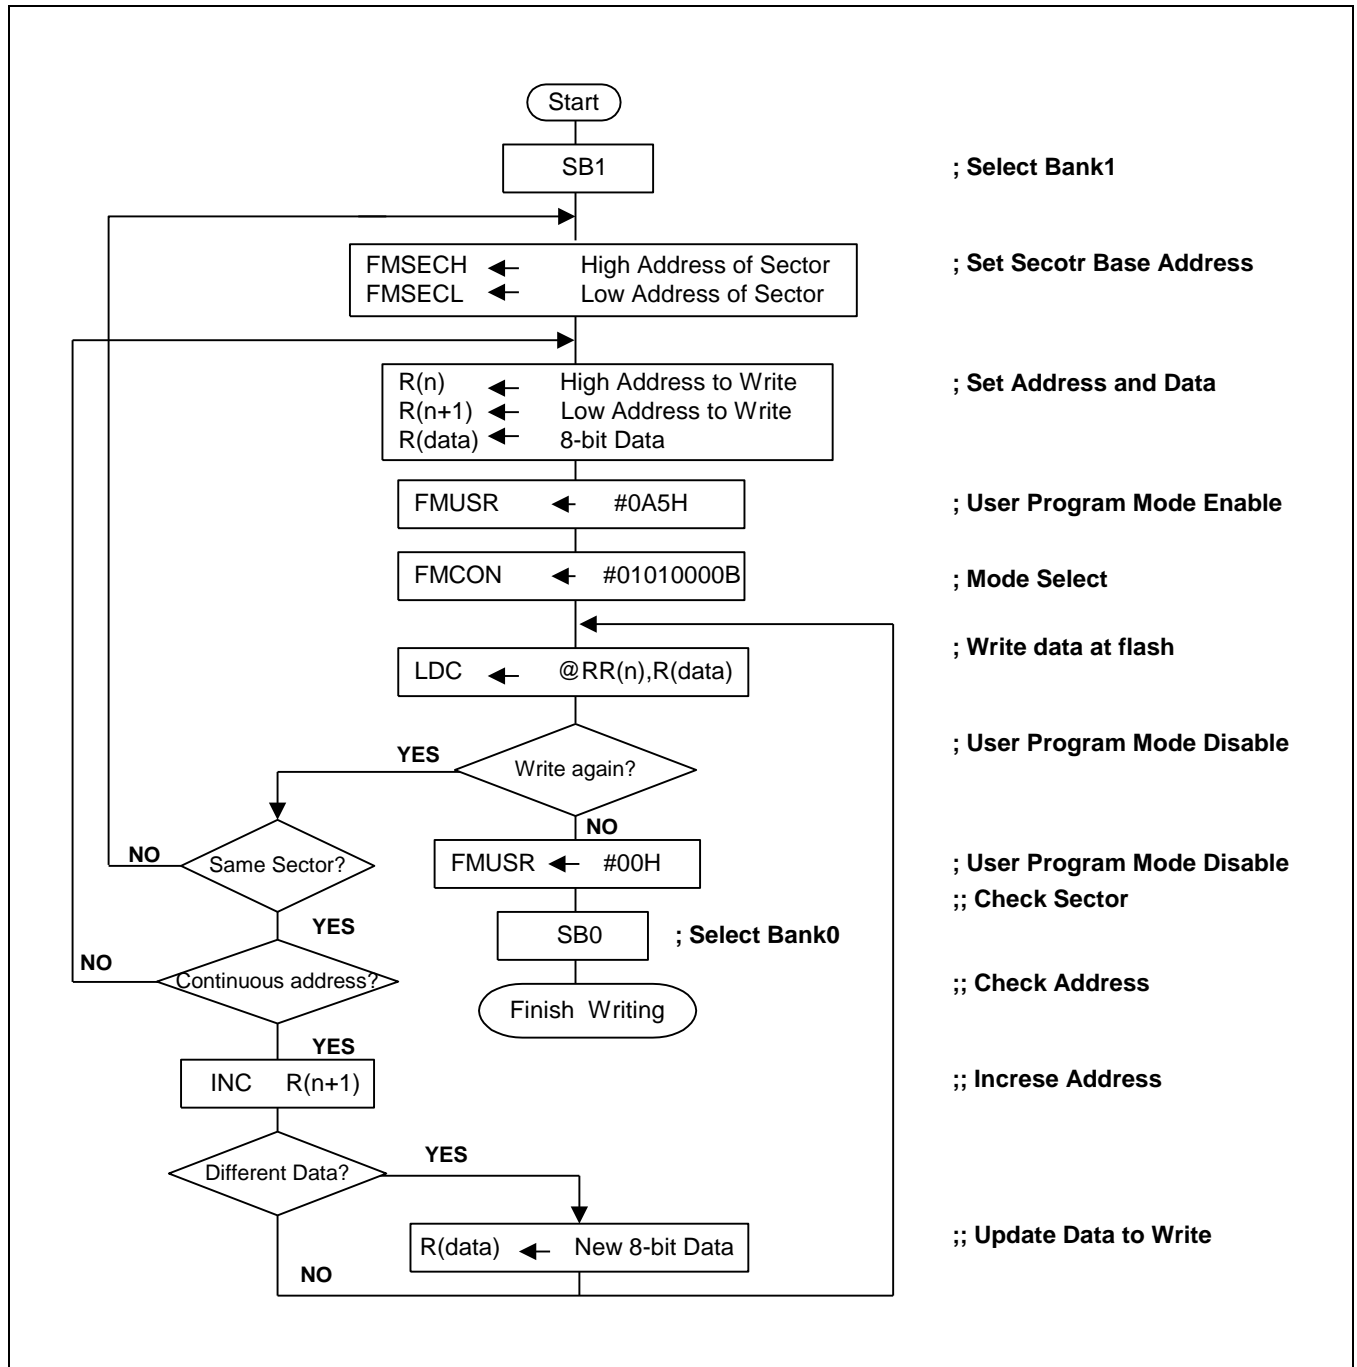 Start
SB1 ; Select Bank1
FMSECH High Address of Sector ; Set Secotr Base Address
FMSECL Low Address of Sector
R(n) High Address to Write ; Set Address and Data
R(n+1) Low Address to Write
R(data) 8-bit Data
FMUSR #0A5H ; User Program Mode Enable
FMCON #01010000B ; Mode Select
; Write data at flash
LDC @RR(n),R(data)
; User Program Mode Disable
YES
Write again?
NO
NO Same Sector? FMUSR #00H ; User Program Mode Disable
;; Check Sector
YES
SB0 ; Select Bank0
NO
Continuous address? ;; Check Address
Finish Writing
YES
INC R(n+1) ;; Increse Address
YES
Different Data?
R(data) New 8-bit Data ;; Update Data to Write
NO